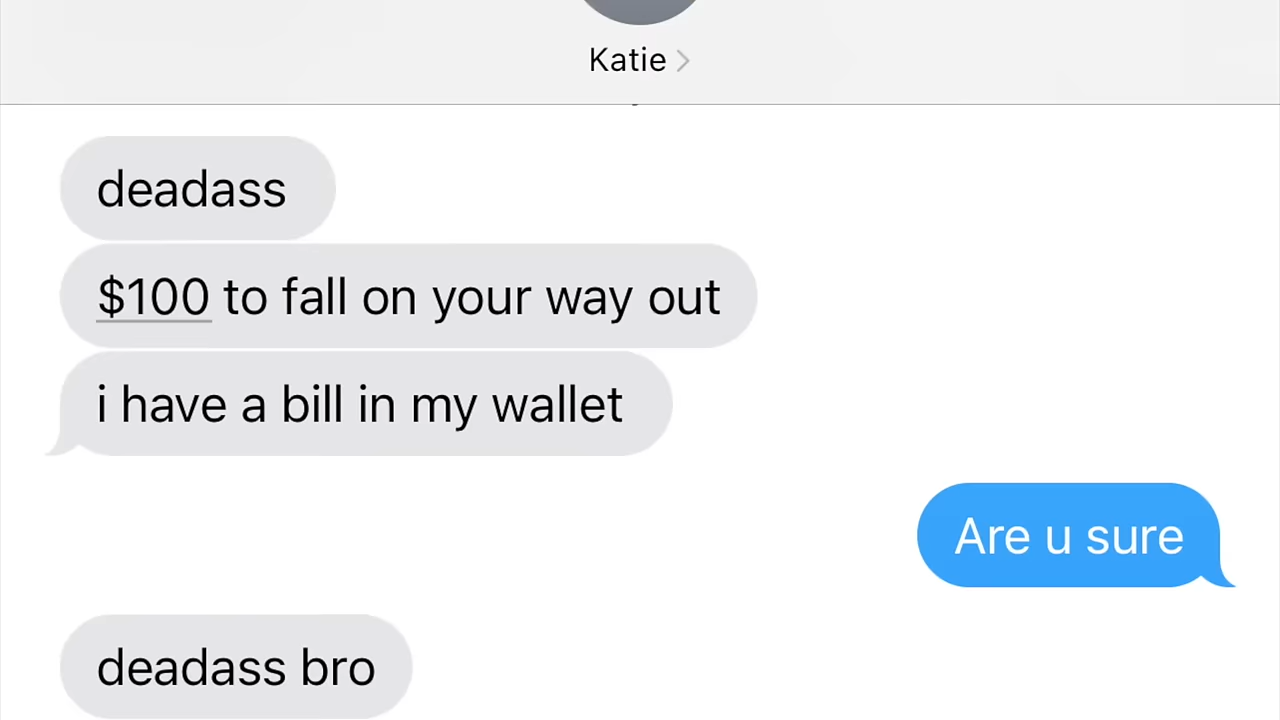 Katie
deadass
$100 to fall on your way out
i have a bill in my wallet
Are u sure
deadass bro